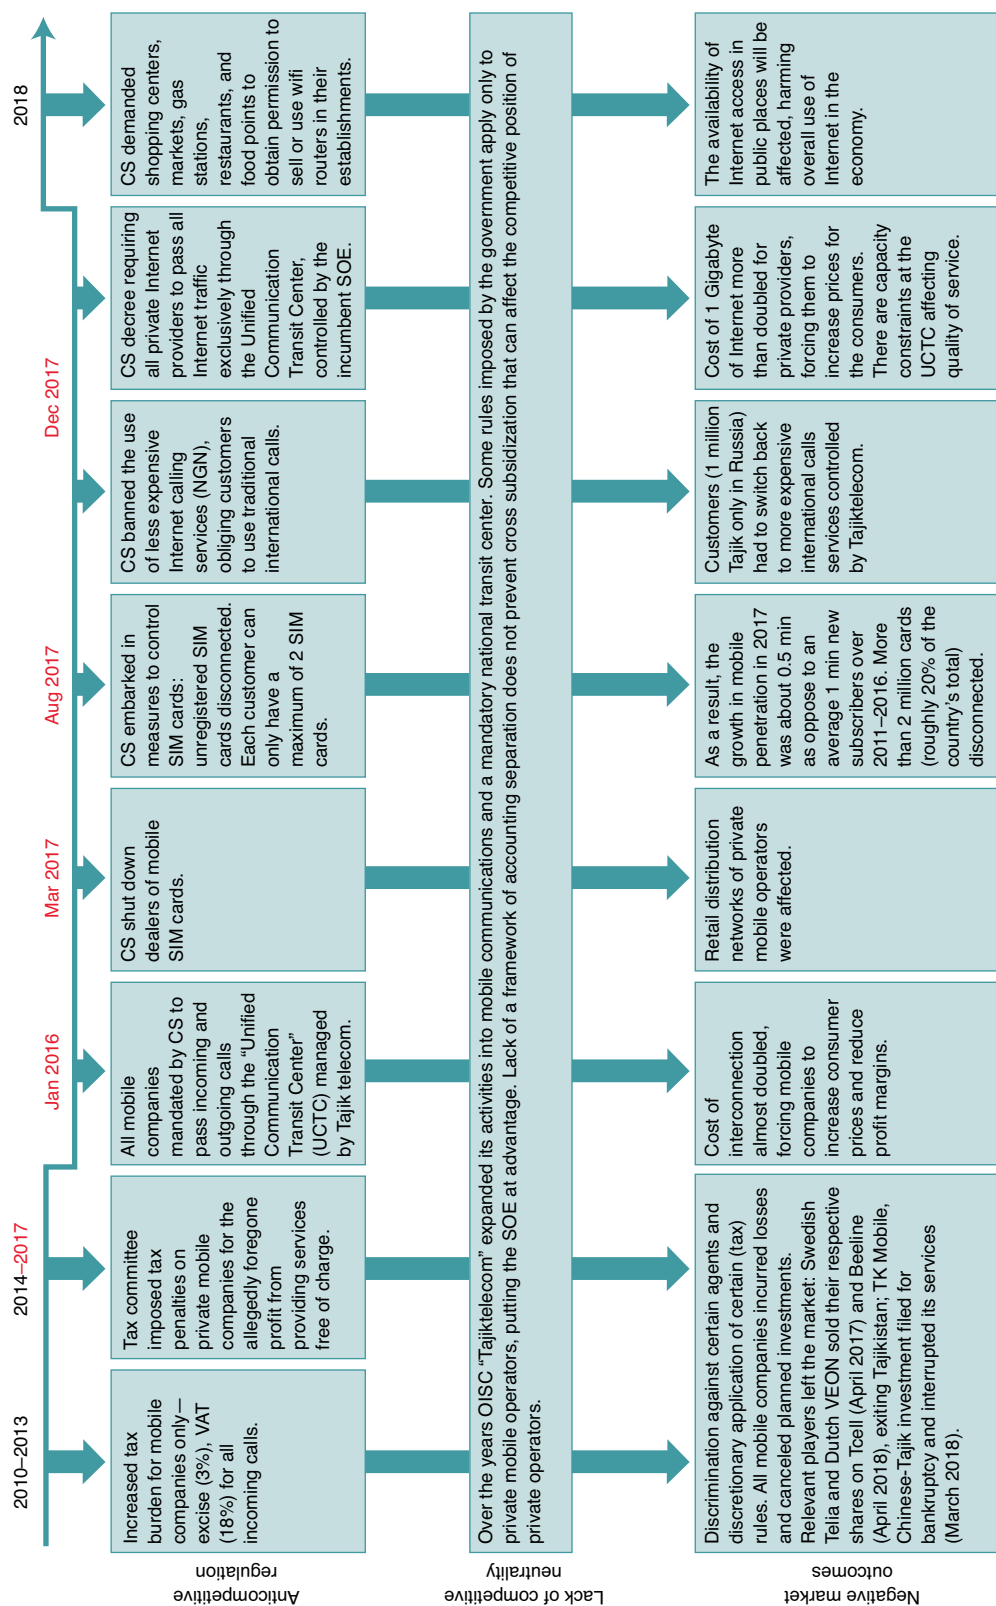 2010–2013
2014–2017
Jan 2016
Mar 2017
Aug 2017
Dec 2017
2018
Anticompetitive
regulation
Increased tax
burden for mobile
companies only—
excise (3%), VAT
(18%) for all
incoming calls.
Tax committee
imposed tax
penalties on
private mobile
companies for the
allegedly foregone
profit from
providing services
free of charge.
All mobile
companies
mandated by CS to
pass incoming and
outgoing calls
through the “Unified
Communication
Transit Center”
(UCTC) managed
by Tajik telecom.
CS shut down
dealers of mobile
SIM cards.
CS embarked in
measures to control
SIM cards:
unregistered SIM
cards disconnected.
Each customer can
only have a
maximum of 2 SIM
cards.
CS banned the use
of less expensive
Internet calling
services (NGN),
obliging customers
to use traditional
international calls.
CS decree requiring
all private Internet
providers to pass all
Internet traffic
exclusively through
the Unified
Communication
Transit Center,
controlled by the
incumbent SOE.
CS demanded
shopping centers,
markets, gas
stations,
restaurants, and
food points to
obtain permission to
sell or use wifi
routers in their
establishments.
Lack of competitive
neutrality
Over the years OISC “Tajiktelecom” expanded its activities into mobile communications and a mandatory national transit center. Some rules imposed by the government apply only to
private mobile operators, putting the SOE at advantage. Lack of a framework of accounting separation does not prevent cross subsidization that can affect the competitive position of
private operators.
Negative market
outcomes
Discrimination against certain agents and
discretionary application of certain (tax)
rules. All mobile companies incurred losses
and canceled planned investments.
Relevant players left the market: Swedish
Telia and Dutch VEON sold their respective
shares on Tcell (April 2017) and Beeline
(April 2018), exiting Tajikistan; TK Mobile,
Chinese-Tajik investment filed for
bankruptcy and interrupted its services
(March 2018).
Cost of
interconnection
almost doubled,
forcing mobile
companies to
increase consumer
prices and reduce
profit margins.
Retail distribution
networks of private
mobile operators
were affected.
As a result, the
growth in mobile
penetration in 2017
was about 0.5 min
as oppose to an
average 1 min new
subscribers over
2011–2016. More
than 2 million cards
(roughly 20% of the
country’s total)
disconnected.
Customers (1 million
Tajik only in Russia)
had to switch back
to more expensive
international calls
services controlled
by Tajiktelecom.
Cost of 1 Gigabyte
of Internet more
than doubled for
private providers,
forcing them to
increase prices for
the consumers.
There are capacity
constraints at the
UCTC affecting
quality of service.
The availability of
Internet access in
public places will be
affected, harming
overall use of
Internet in the
economy.